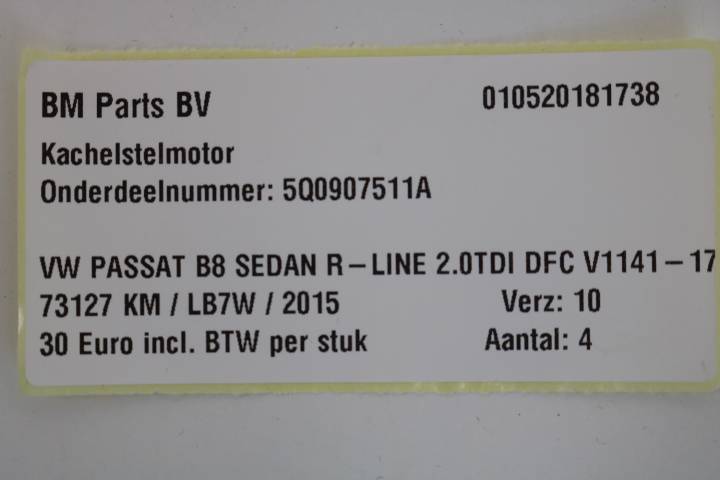 BM Parts BV 010520181738
Kachelstelmotor
Onderdeelnummer: 5Q0907511A
VW PASSAT B8 SEDAN R-LINE 2.0TDI DFC V1141-17
73127 KM / LB7W / 2015 Verz: 10
30 Euro incl. BTW per stuk Aantal: 4